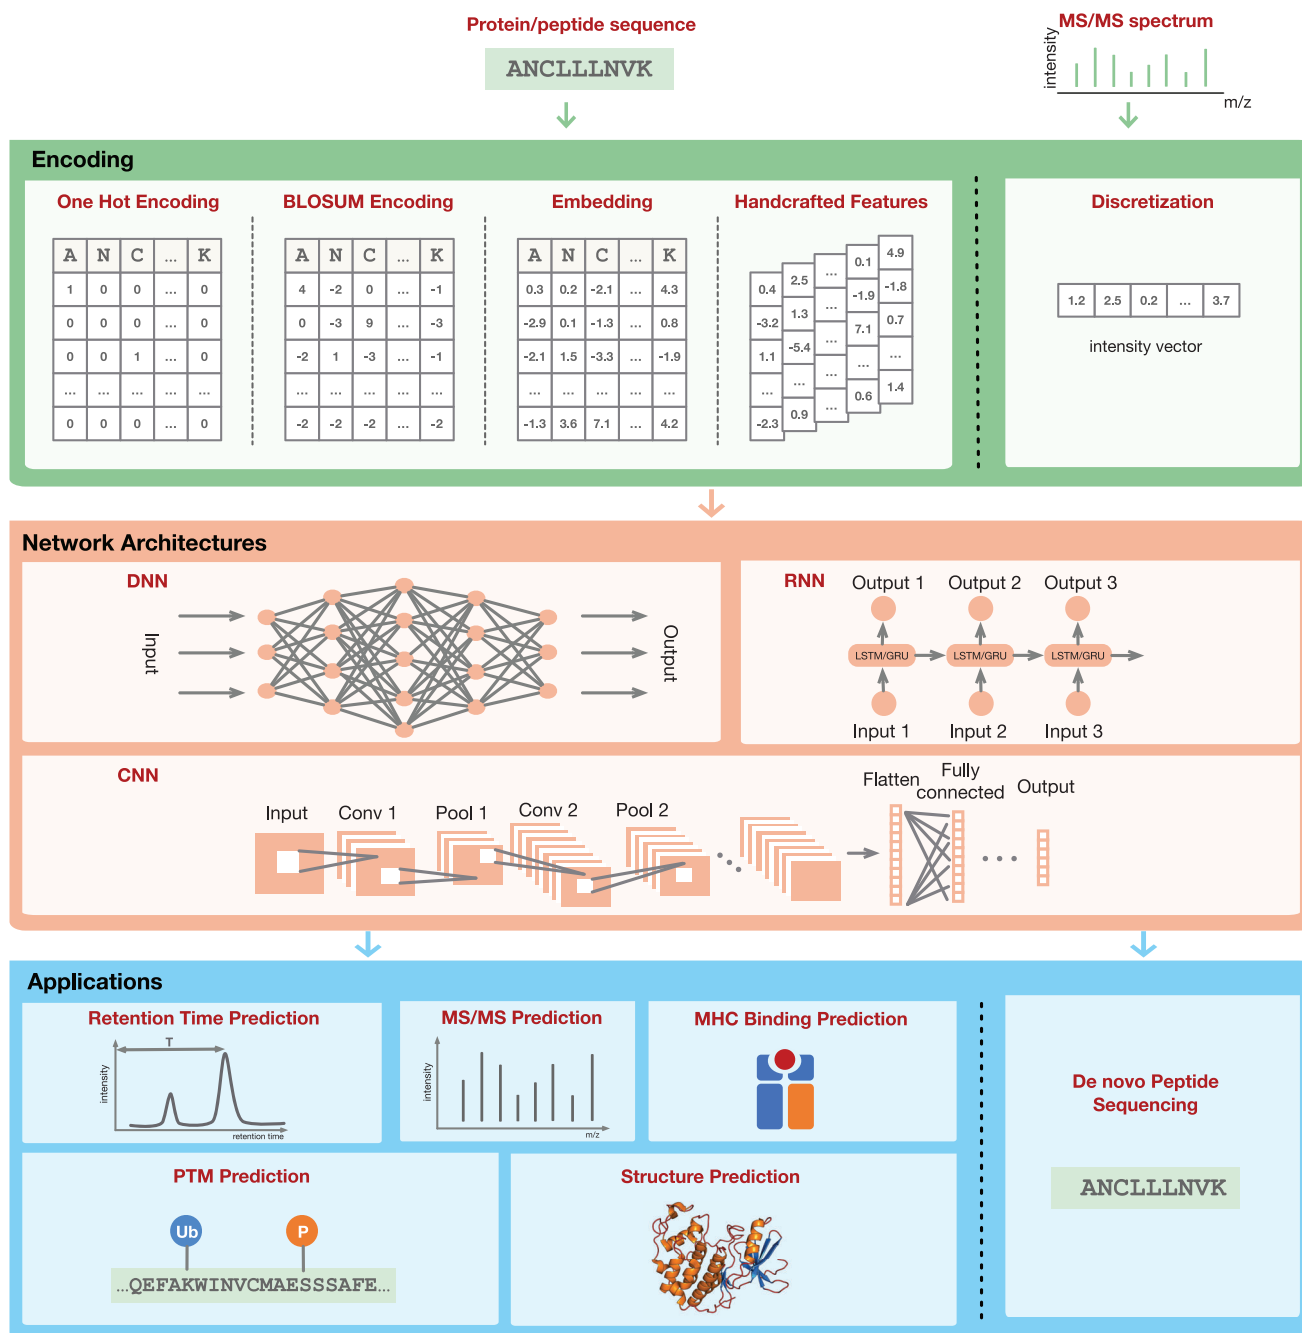 Protein/peptide sequence
ANCLLLNVK
MS/MS spectrum
intensity
m/z
Encoding
One Hot Encoding
A N C ... K
1 0 0 ... 0
0 0 0 ... 0
0 0 1 ... 0
... ... ... ... ...
0 0 0 ... 0
BLOSUM Encoding
A N C ... K
4 -2 0 ... -1
0 -3 9 ... -3
-2 1 -3 ... -1
... ... ... ... ...
-2 -2 -2 ... -2
Embedding
A N C ... K
0.3 0.2 -2.1 ... 4.3
-2.9 0.1 -1.3 ... 0.8
-2.1 1.5 -3.3 ... -1.9
... ... ... ... ...
-1.3 3.6 7.1 ... 4.2
Handcrafted Features
0.4 2.5 ... 0.1 4.9
-3.2 1.3 ... -1.9 -1.8
1.1 -5.4 ... 7.1 0.7
... ... ... ... ...
-2.3 0.9 ... 0.6 1.4
Discretization
1.2 2.5 0.2 ... 3.7
intensity vector
Network Architectures
DNN
Input
Output
RNN
Output 1 Output 2 Output 3
LSTM/GRU LSTM/GRU LSTM/GRU
Input 1 Input 2 Input 3
CNN
Input
Conv 1
Pool 1
Conv 2
Pool 2
Flatten
Fully
connected
Output
Applications
Retention Time Prediction
T
intensity
retention time
MS/MS Prediction
intensity
m/z
MHC Binding Prediction
PTM Prediction
Ub P
...QEFAKWINVCMAESSSAFE...
Structure Prediction
De novo Peptide
Sequencing
ANCLLLNVK